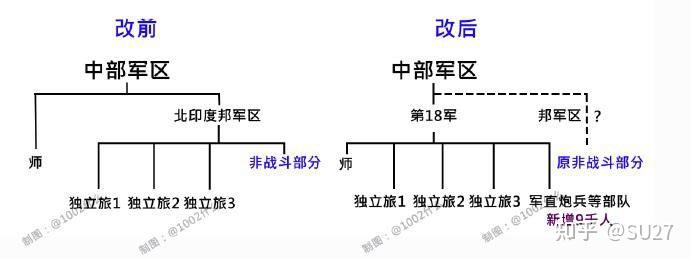 改前
改后
中部军区
中部军区
北印度邦军区
第18军
邦军区 ?
师
非战斗部分
师
原非战斗部分
独立旅1 独立旅2 独立旅3
独立旅1 独立旅2 独立旅3 军直炮兵等部队
新增9千人
制图:@1002
制图:@1002
制图:@1002
制图:@1002
知乎 @SU27